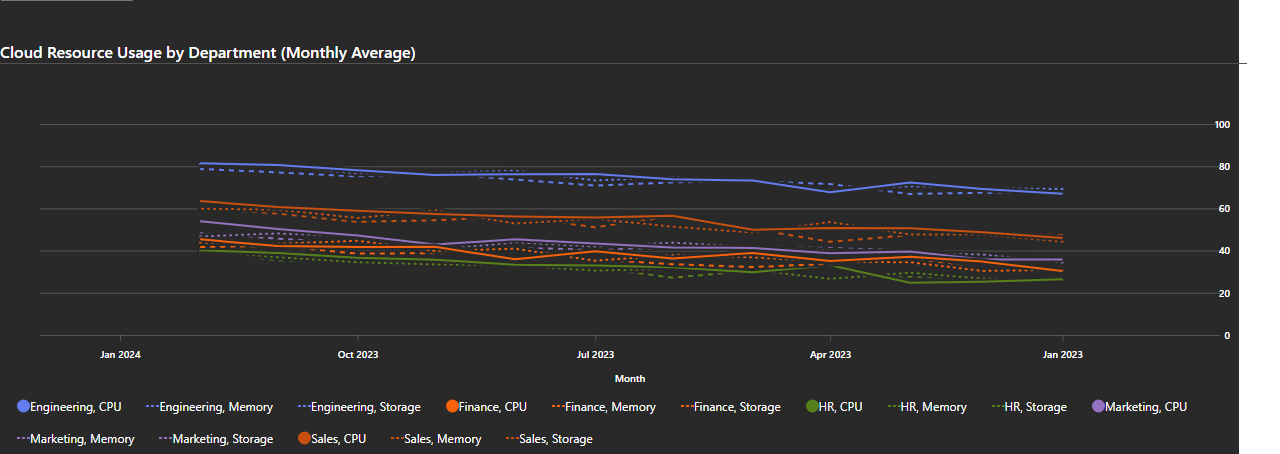 Cloud Resource Usage by Department (Monthly Average)
100
80
60
40
20
0
Jan 2024 Oct 2023 Jul 2023 Apr 2023 Jan 2023
Month
Engineering, CPU Engineering, Memory Engineering, Storage Finance, CPU Finance, Memory Finance, Storage HR, CPU HR, Memory HR, Storage Marketing, CPU
Marketing, Memory Marketing, Storage Sales, CPU Sales, Memory Sales, Storage